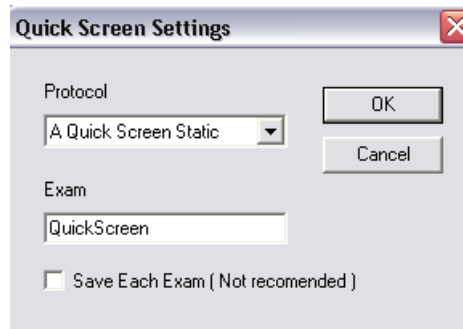 Quick Screen Settings
Protocol
A Quick Screen Static
OK
Cancel
Exam
QuickScreen
Save Each Exam ( Not recomended )